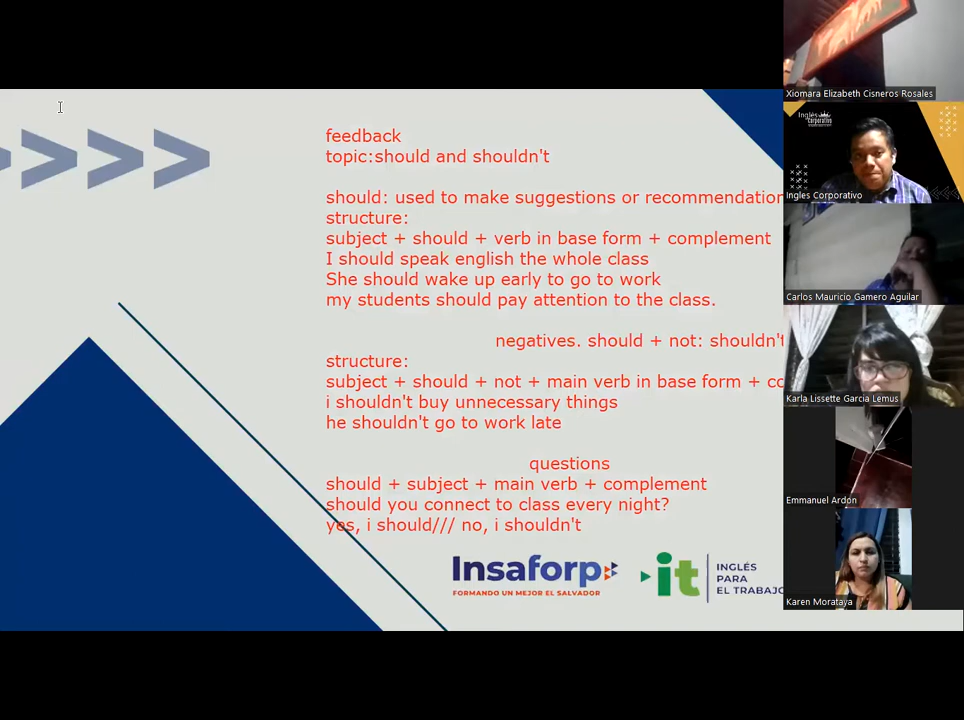 feedback
topic:should and shouldn't
should: used to make suggestions or recommendation
structure:
subject + should + verb in base form + complement
I should speak english the whole class
She should wake up early to go to work
my students should pay attention to the class.
negatives. should + not: shouldn't
structure:
subject + should + not + main verb in base form + co
i shouldn't buy unnecessary things
he shouldn't go to work late
questions
should + subject + main verb + complement
should you connect to class every night?
yes, i should/// no, i shouldn't
Insaforp
FORMANDO UN MEJOR EL SALVADOR
it
INGLÉS
PARA
EL TRABAJO
Xiomara Elizabeth Cisneros Rosales
Inglés
Corporativo
Ingles Corporativo
Carlos Mauricio Gamero Aguilar
Karla Lissette Garcia Lemus
Emmanuel Ardon
Karen Morataya